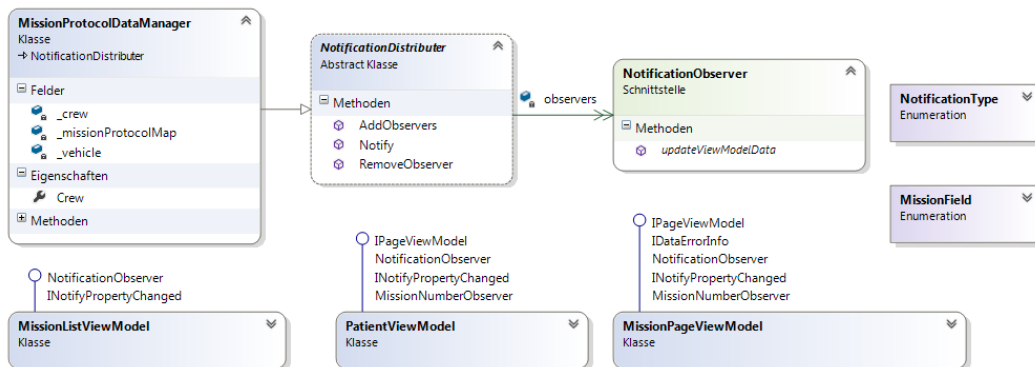 MissionProtocolDataManager
Klasse
NotificationDistributer
Felder
_crew
_missionProtocolMap
_vehicle
Eigenschaften
Crew
Methoden
NotificationDistributer
Abstract Klasse
Methoden
AddObservers
Notify
RemoveObserver
observers
NotificationObserver
Schnittstelle
Methoden
updateViewModelData
NotificationType
Enumeration
MissionField
Enumeration
NotificationObserver
INotifyPropertyChanged
MissionListViewModel
Klasse
IPageViewModel
NotificationObserver
INotifyPropertyChanged
MissionNumberObserver
PatientViewModel
Klasse
IPageViewModel
IDataErrorInfo
NotificationObserver
INotifyPropertyChanged
MissionNumberObserver
MissionPageViewModel
Klasse